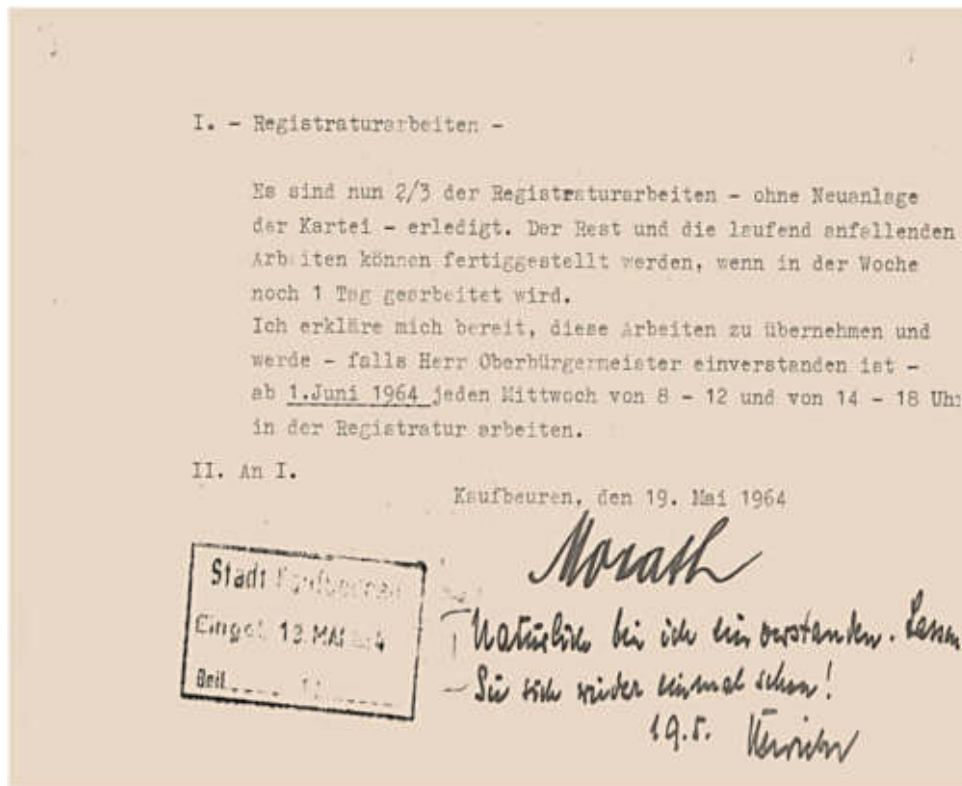 I. - Registraturarbeiten -
Es sind nun 2/3 der Registraturarbeiten - ohne Neuanlage
der Kartei - erledigt. Der Rest und die laufend anfallenden
Arbeiten können fertiggestellt werden, wenn in der Woche
noch 1 Tag gearbeitet wird.
Ich erkläre mich bereit, diese Arbeiten zu übernehmen und
werde - falls Herr Oberbürgermeister einverstanden ist -
ab 1.Juni 1964 jeden Mittwoch von 8 - 12 und von 14 - 18 Uhr
in der Registratur arbeiten.
II. An I.
Kaufbeuren, den 19. Mai 1964
Morath
Stadt Kaufbeuren
Eingeg. MAI
Beil.
Natürlich bin ich einverstanden. Lassen
Sie sich wieder einmal sehen!
19.5.